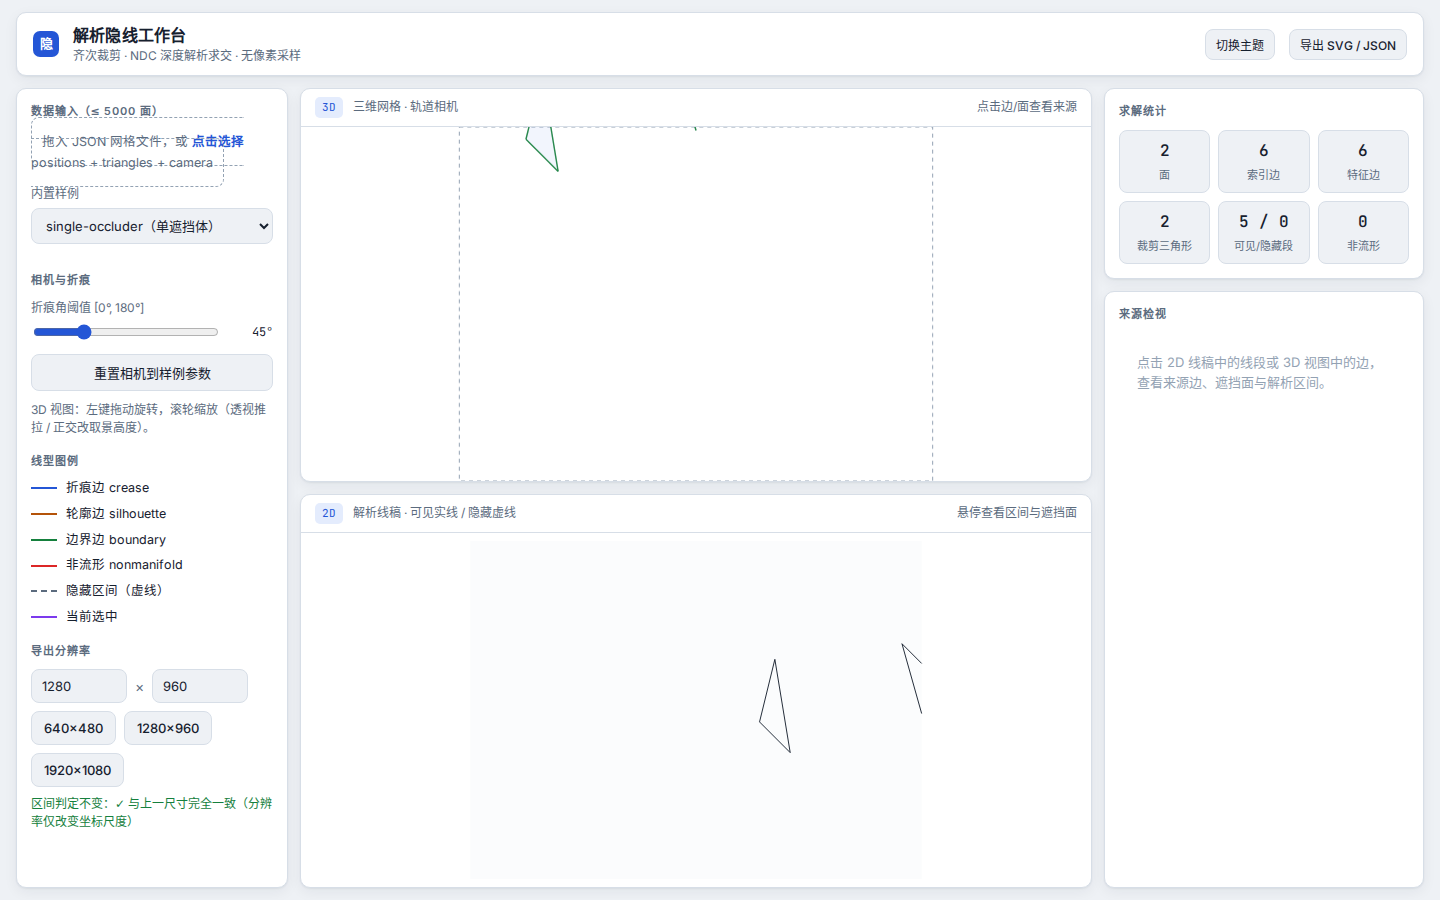 隐
解析隐线工作台
齐次裁剪 · NDC 深度解析求交 · 无像素采样
切换主题
导出 SVG / JSON
数据输入（≤ 5000 面）
拖入 JSON 网格文件，或 点击选择
positions + triangles + camera
内置样例
single-occluder（单遮挡体）
相机与折痕
折痕角阈值 [0°, 180°]
45°
重置相机到样例参数
3D 视图：左键拖动旋转，滚轮缩放（透视推
拉 / 正交改取景高度）。
线型图例
折痕边 crease
轮廓边 silhouette
边界边 boundary
非流形 nonmanifold
隐藏区间（虚线）
当前选中
导出分辨率
1280 × 960
640×480
1280×960
1920×1080
区间判定不变：✓ 与上一尺寸完全一致（分辨
率仅改变坐标尺度）
3D 三维网格 · 轨道相机
点击边/面查看来源
2D 解析线稿 · 可见实线 / 隐藏虚线
悬停查看区间与遮挡面
求解统计
2
面
6
索引边
6
特征边
2
裁剪三角形
5 / 0
可见/隐藏段
0
非流形
来源检视
点击 2D 线稿中的线段或 3D 视图中的边，
查看来源边、遮挡面与解析区间。